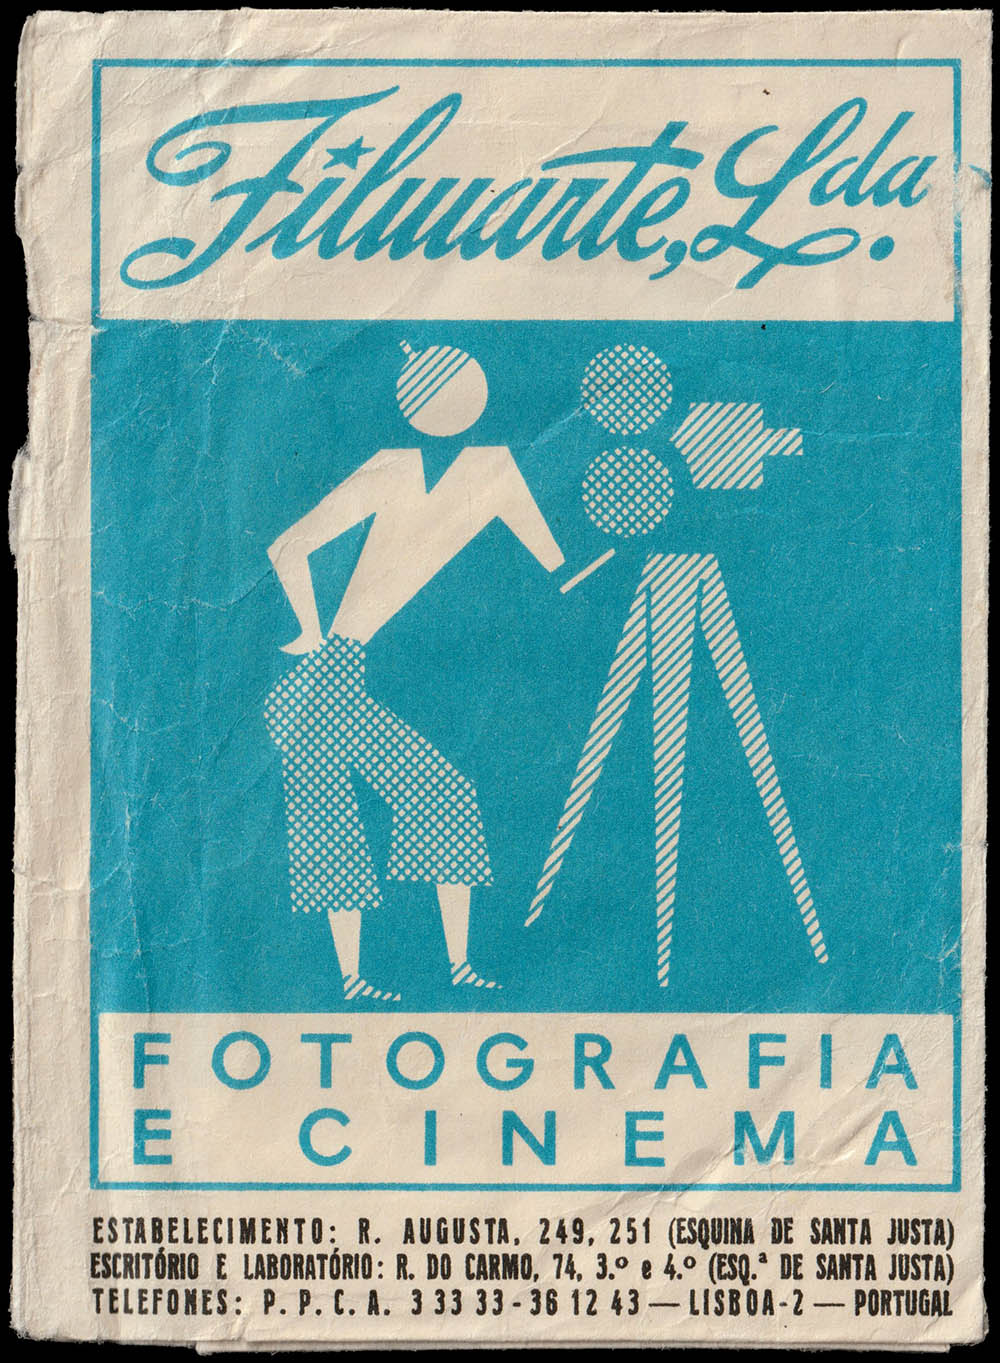 Filmarte, Lda.
FOTOGRAFIA
E CINEMA
ESTABELECIMENTO: R. AUGUSTA, 249, 251 (ESQUINA DE SANTA JUSTA)
ESCRITÓRIO E LABORATÓRIO: R. DO CARMO, 74, 3.º e 4.º (ESQ.ª DE SANTA JUSTA)
TELEFONES: P. P. C. A. 3 33 33 - 36 12 43 — LISBOA-2 — PORTUGAL